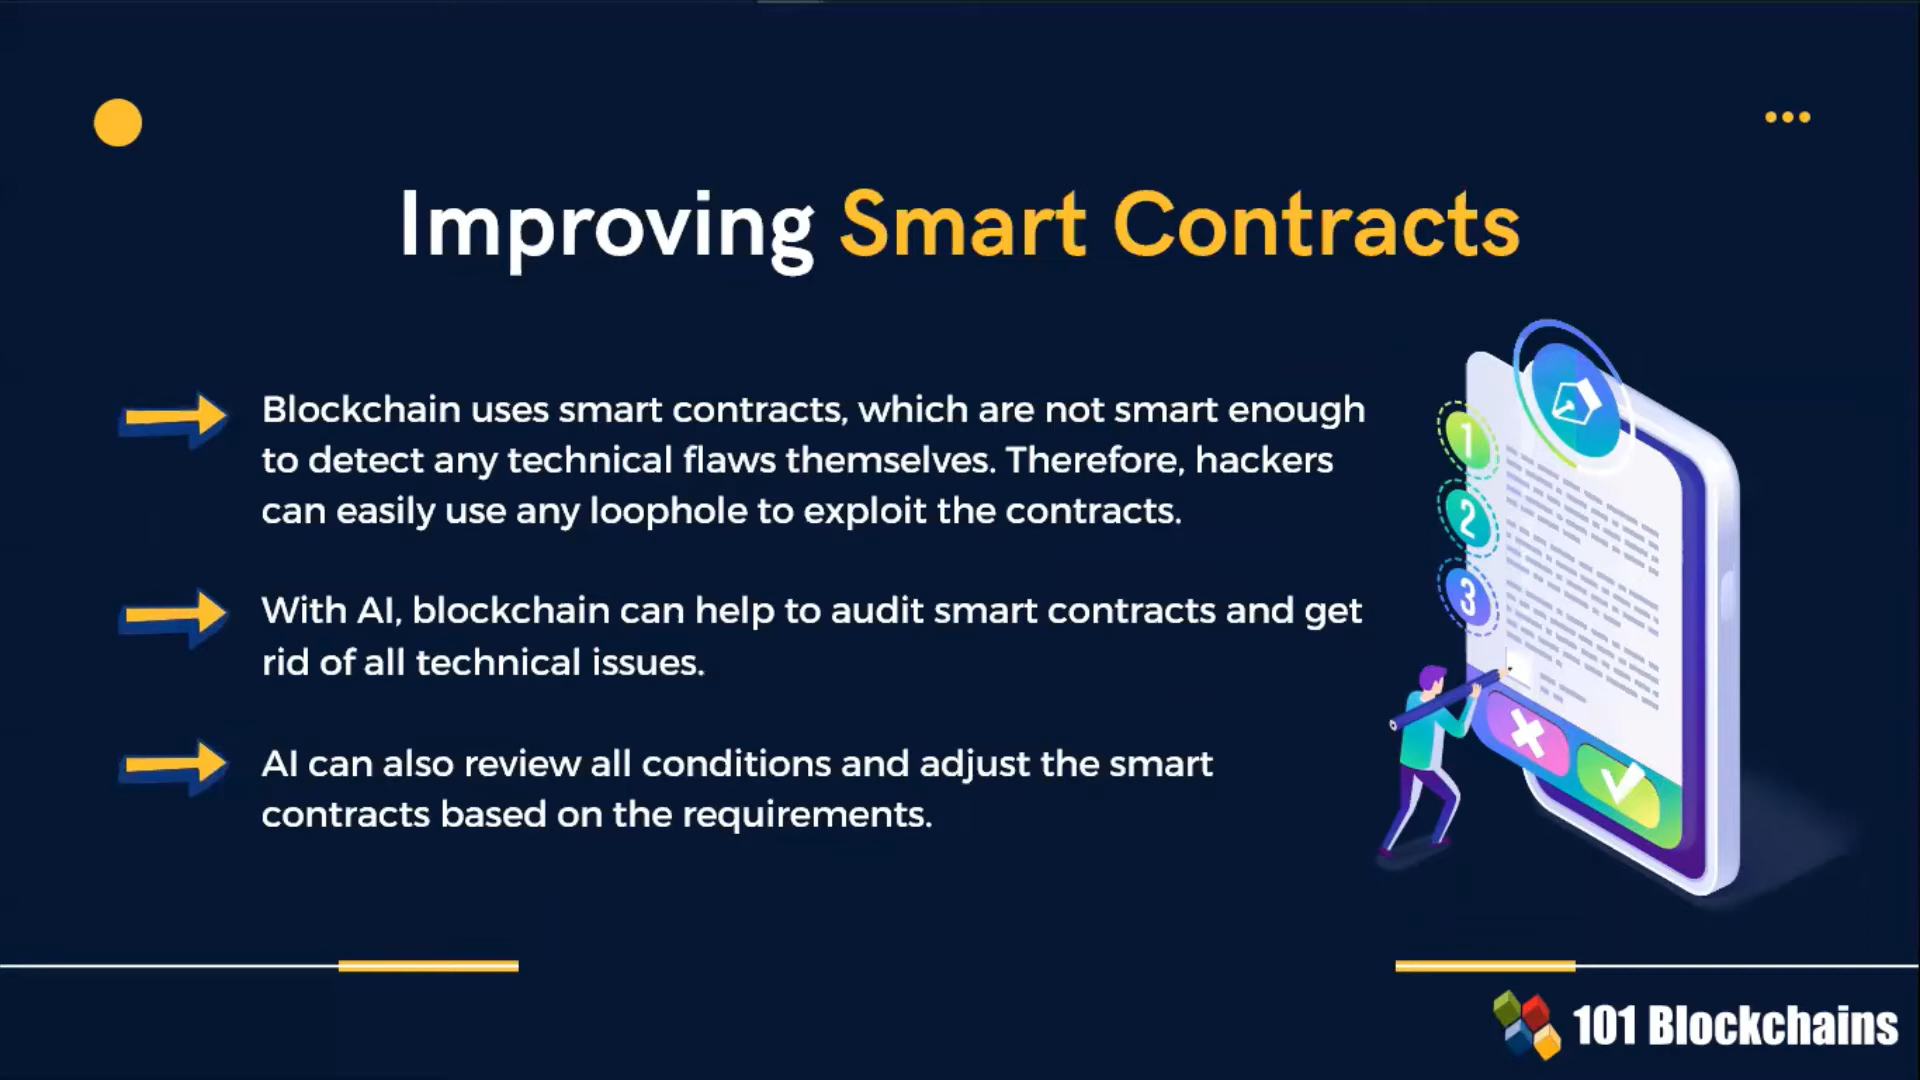 Improving Smart Contracts
Blockchain uses smart contracts, which are not smart enough
to detect any technical flaws themselves. Therefore, hackers
can easily use any loophole to exploit the contracts.
With AI, blockchain can help to audit smart contracts and get
rid of all technical issues.
AI can also review all conditions and adjust the smart
contracts based on the requirements.
1
2
3
101 Blockchains